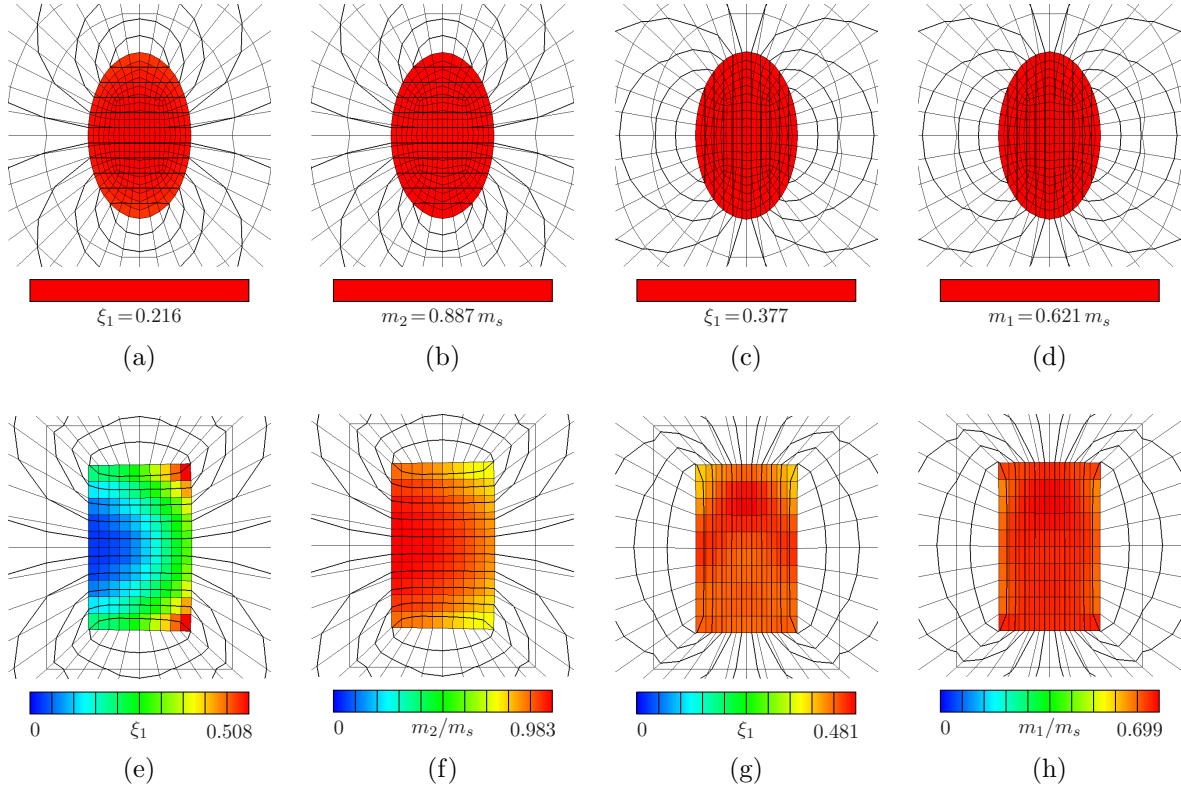 ξ₁=0.216
m₂=0.887 mₛ
ξ₁=0.377
m₁=0.621 mₛ
(a)
(b)
(c)
(d)
0 ξ₁ 0.508
0 m₂/mₛ 0.983
0 ξ₁ 0.481
0 m₁/mₛ 0.699
(e)
(f)
(g)
(h)